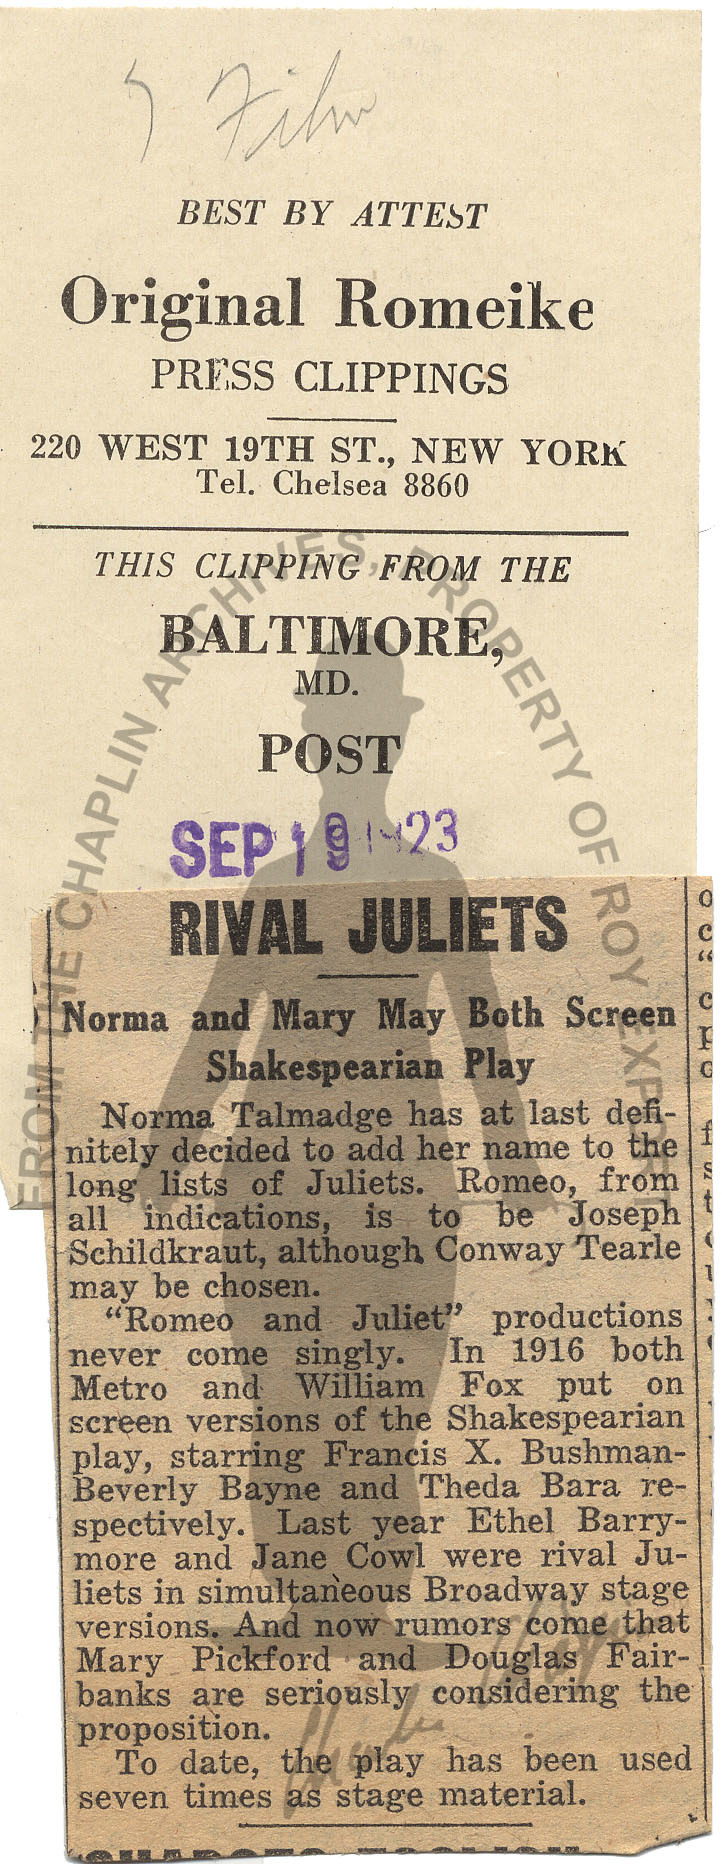 Film
BEST BY ATTEST
Original Romeike
PRESS CLIPPINGS
220 WEST 19TH ST., NEW YORK
Tel. Chelsea 8860
THIS CLIPPING FROM THE
BALTIMORE,
MD.
POST
SEP 19 1923
FROM THE CHAPLIN ARCHIVES, PROPERTY OF ROY EXPORT
RIVAL JULIETS
Norma and Mary May Both Screen
Shakespearian Play
Norma Talmadge has at last defi-
nitely decided to add her name to the
long lists of Juliets. Romeo, from
all indications, is to be Joseph
Schildkraut, although Conway Tearle
may be chosen.
"Romeo and Juliet" productions
never come singly. In 1916 both
Metro and William Fox put on
screen versions of the Shakespearian
play, starring Francis X. Bushman-
Beverly Bayne and Theda Bara re-
spectively. Last year Ethel Barry-
more and Jane Cowl were rival Ju-
liets in simultaneous Broadway stage
versions. And now rumors come that
Mary Pickford and Douglas Fair-
banks are seriously considering the
proposition.
To date, the play has been used
seven times as stage material.
Charlie Chaplin